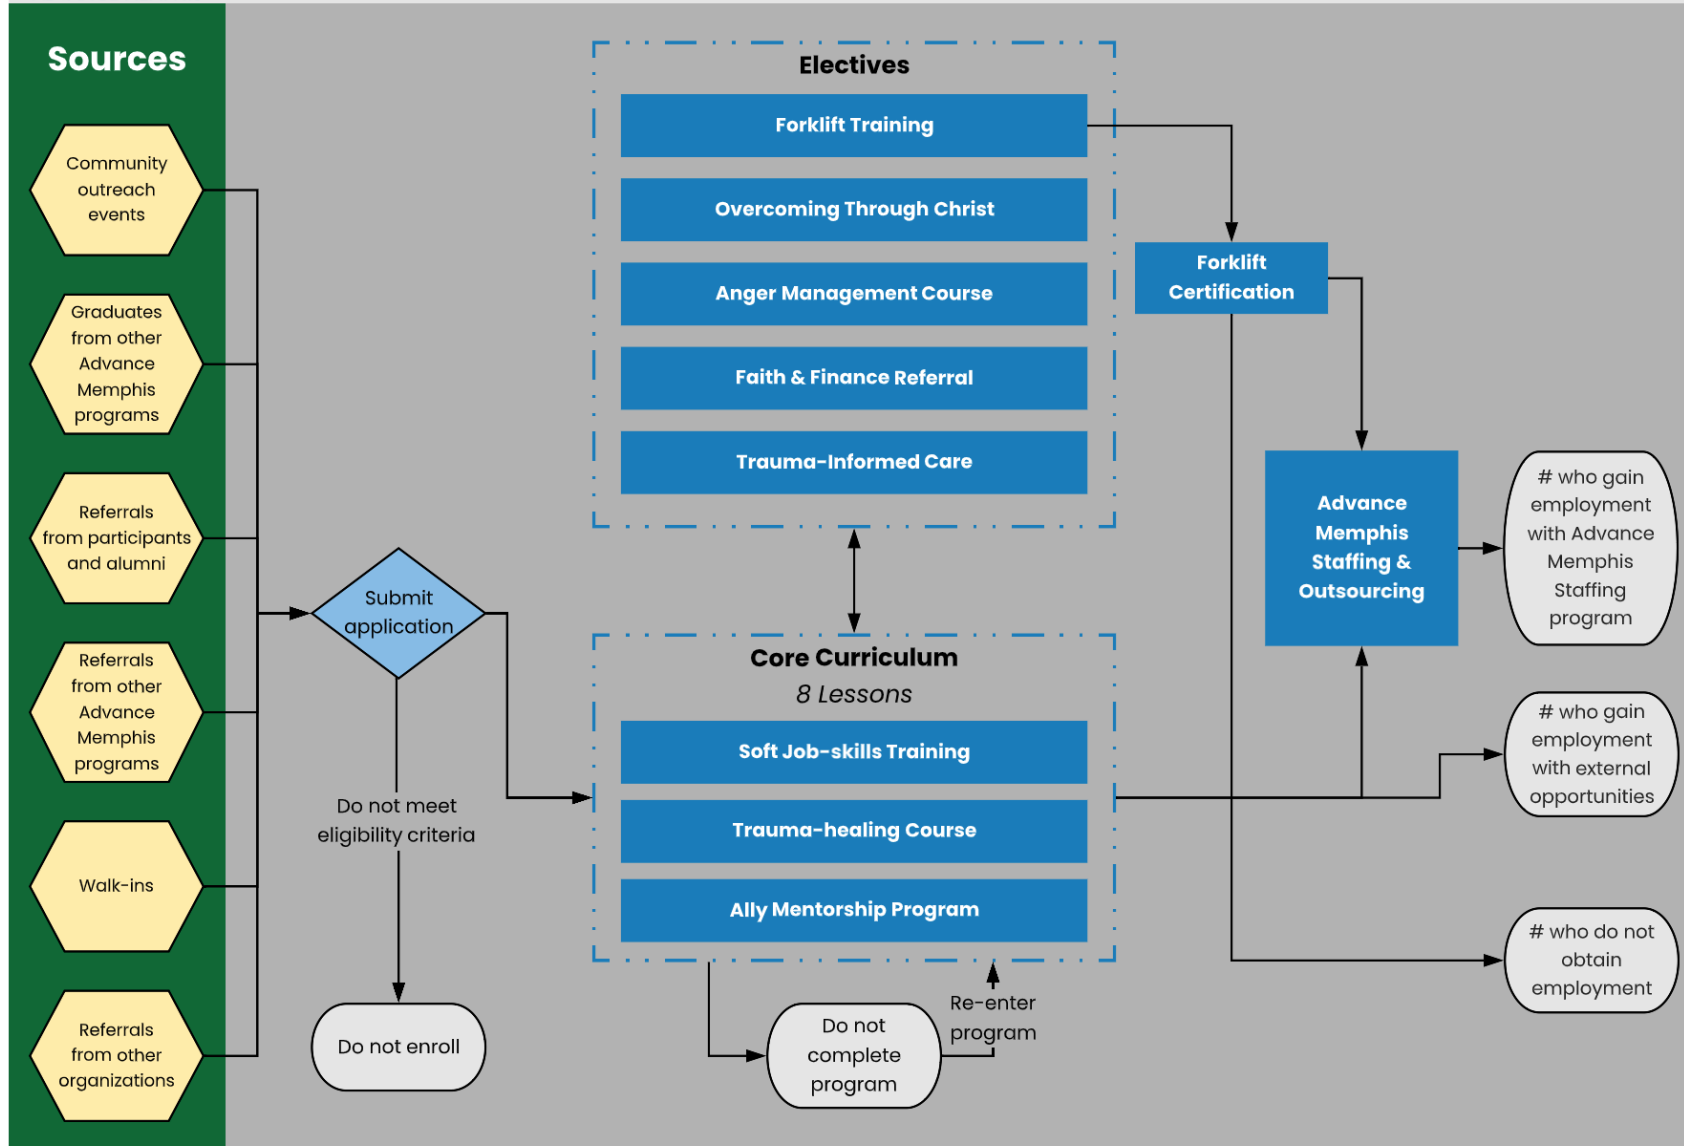 Sources
Community
outreach
events
Graduates
from other
Advance
Memphis
programs
Referrals
from participants
and alumni
Referrals
from other
Advance
Memphis
programs
Walk-ins
Referrals
from other
organizations
Submit
application
Do not meet
eligibility criteria
Do not enroll
Electives
Forklift Training
Overcoming Through Christ
Anger Management Course
Faith & Finance Referral
Trauma-Informed Care
Core Curriculum
8 Lessons
Soft Job-skills Training
Trauma-healing Course
Ally Mentorship Program
Do not
complete
program
Re-enter
program
Forklift
Certification
Advance
Memphis
Staffing &
Outsourcing
# who gain
employment
with Advance
Memphis
Staffing
program
# who gain
employment
with external
opportunities
# who do not
obtain
employment